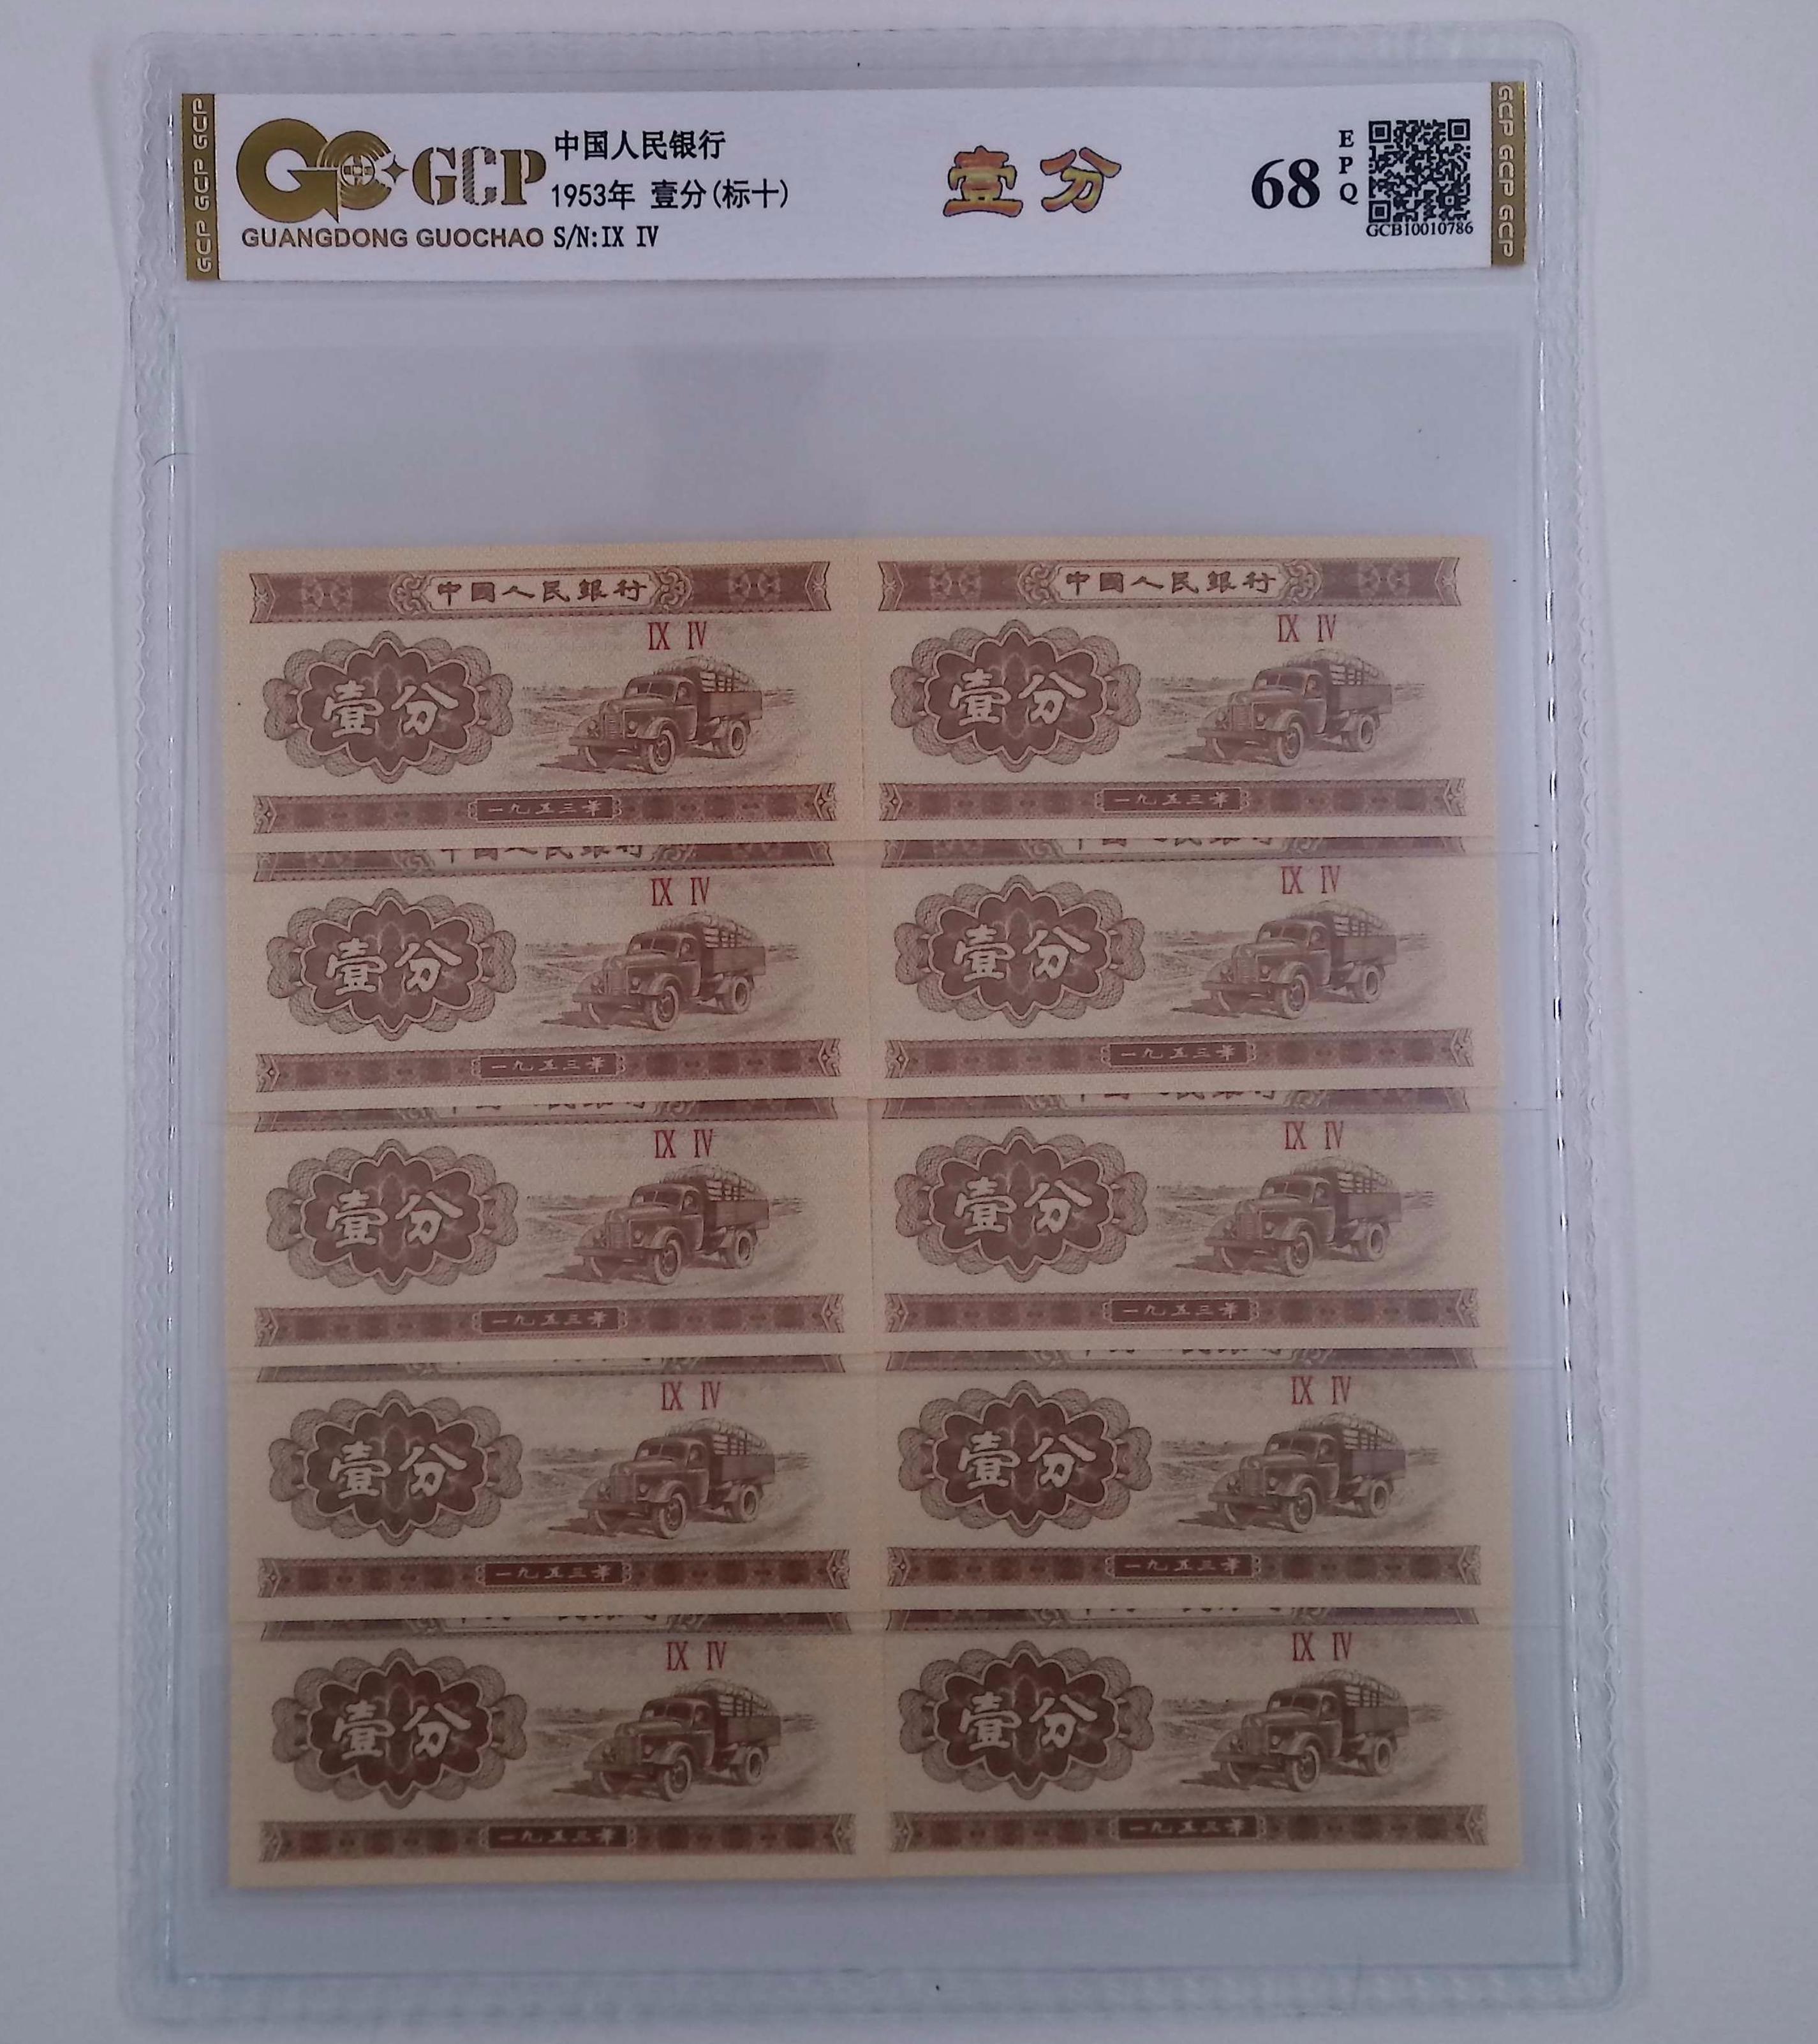 GCP GCP GCP
GCP
GUANGDONG GUOCHAO
中国人民银行
1953年 壹分(标十)
S/N:IX IV
壹分
68
EPQ
GCB10010786
GCP GCP GCP
中國人民銀行
IX IV
壹分
一九五三年
中國人民銀行
IX IV
壹分
一九五三年
中國人民銀行
IX IV
壹分
一九五三年
IX IV
壹分
一九五三年
IX IV
壹分
一九五三年
IX IV
壹分
一九五三年
IX IV
壹分
一九五三年
IX IV
壹分
一九五三年
IX IV
壹分
一九五三年
IX IV
壹分
一九五三年